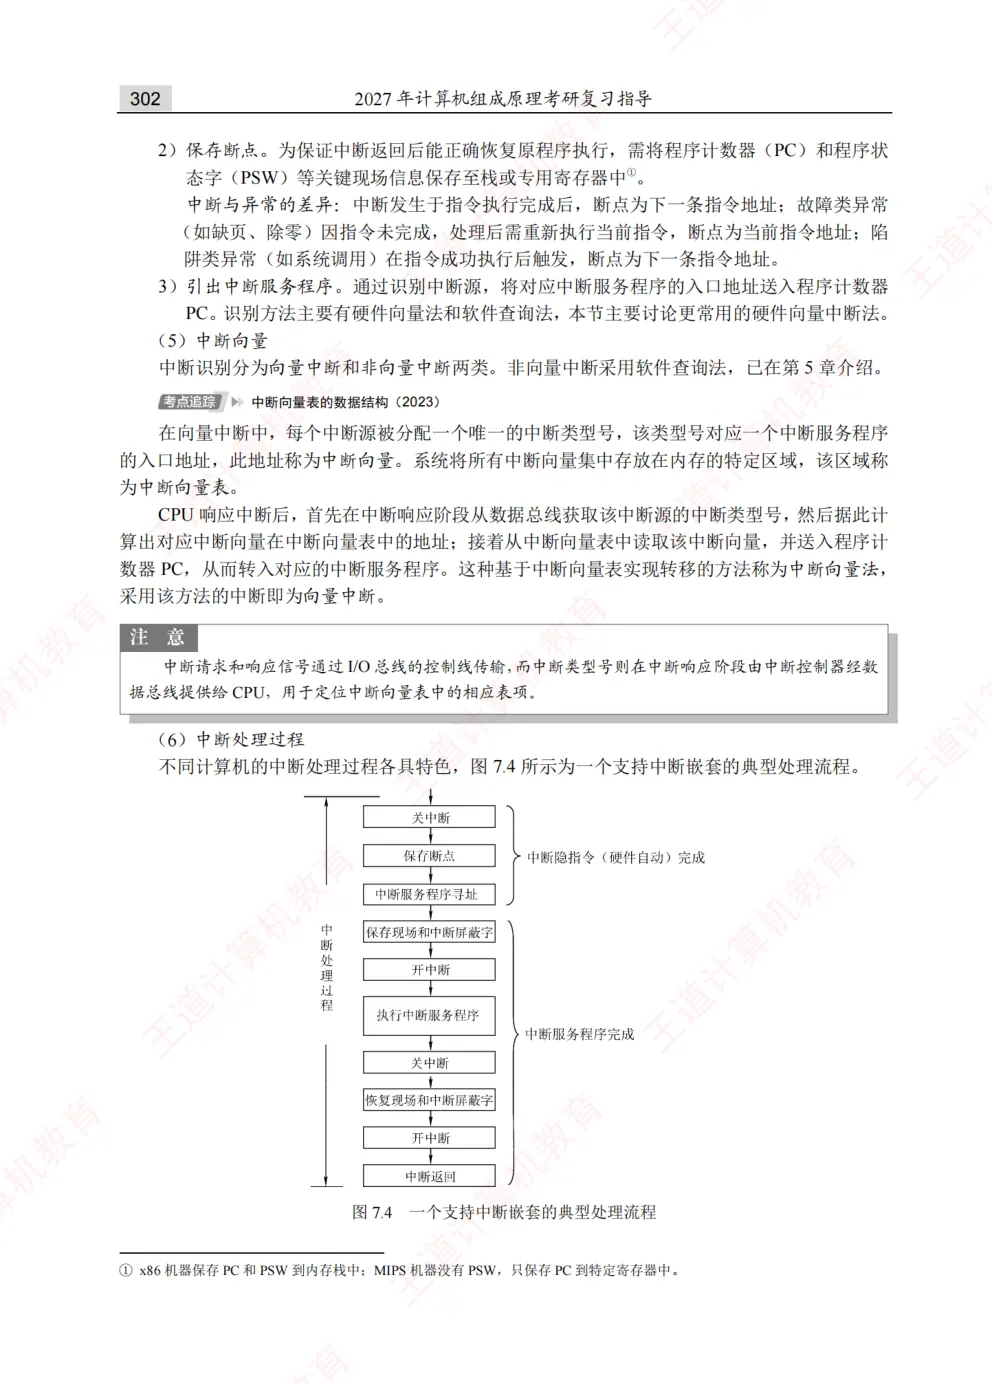 302
2027 年计算机组成原理考研复习指导
2）保存断点。为保证中断返回后能正确恢复原程序执行，需将程序计数器（PC）和程序状
态字（PSW）等关键现场信息保存至栈或专用寄存器中①。
中断与异常的差异：中断发生于指令执行完成后，断点为下一条指令地址；故障类异常
（如缺页、除零）因指令未完成，处理后需重新执行当前指令，断点为当前指令地址；陷
阱类异常（如系统调用）在指令成功执行后触发，断点为下一条指令地址。
3）引出中断服务程序。通过识别中断源，将对应中断服务程序的入口地址送入程序计数器
PC。识别方法主要有硬件向量法和软件查询法，本节主要讨论更常用的硬件向量中断法。
（5）中断向量
中断识别分为向量中断和非向量中断两类。非向量中断采用软件查询法，已在第 5 章介绍。
考点追踪 中断向量表的数据结构（2023）
在向量中断中，每个中断源被分配一个唯一的中断类型号，该类型号对应一个中断服务程序
的入口地址，此地址称为中断向量。系统将所有中断向量集中存放在内存的特定区域，该区域称
为中断向量表。
CPU 响应中断后，首先在中断响应阶段从数据总线获取该中断源的中断类型号，然后据此计
算出对应中断向量在中断向量表中的地址；接着从中断向量表中读取该中断向量，并送入程序计
数器 PC，从而转入对应的中断服务程序。这种基于中断向量表实现转移的方法称为中断向量法，
采用该方法的中断即为向量中断。
注 意
中断请求和响应信号通过 I/O 总线的控制线传输，而中断类型号则在中断响应阶段由中断控制器经数
据总线提供给 CPU，用于定位中断向量表中的相应表项。
（6）中断处理过程
不同计算机的中断处理过程各具特色，图 7.4 所示为一个支持中断嵌套的典型处理流程。
中断处理过程
关中断
保存断点
中断服务程序寻址
中断隐指令（硬件自动）完成
保存现场和中断屏蔽字
开中断
执行中断服务程序
关中断
恢复现场和中断屏蔽字
开中断
中断返回
中断服务程序完成
图 7.4 一个支持中断嵌套的典型处理流程
① x86 机器保存 PC 和 PSW 到内存栈中；MIPS 机器没有 PSW，只保存 PC 到特定寄存器中。
王道计算机教育